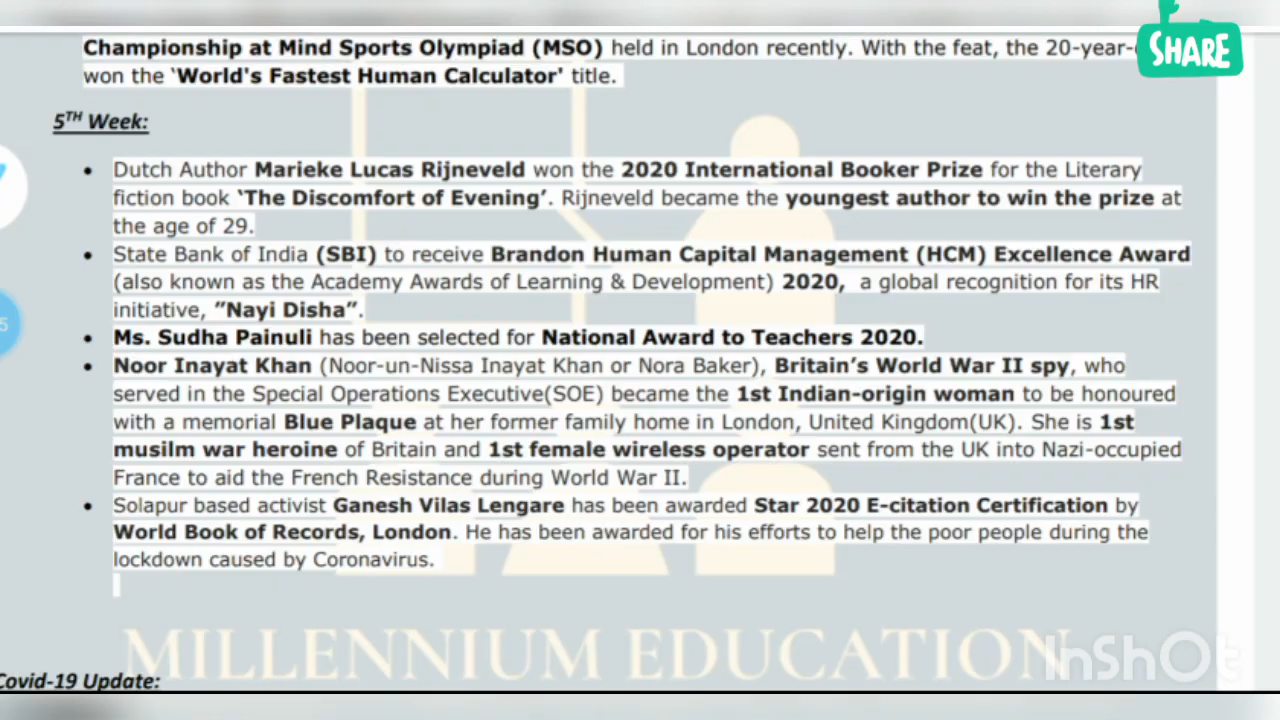 SHARE
Championship at Mind Sports Olympiad (MSO) held in London recently. With the feat, the 20-year-
won the 'World's Fastest Human Calculator' title.
5TH Week:
• Dutch Author Marieke Lucas Rijneveld won the 2020 International Booker Prize for the Literary
fiction book 'The Discomfort of Evening'. Rijneveld became the youngest author to win the prize at
the age of 29.
• State Bank of India (SBI) to receive Brandon Human Capital Management (HCM) Excellence Award
(also known as the Academy Awards of Learning & Development) 2020, a global recognition for its HR
initiative, "Nayi Disha".
• Ms. Sudha Painuli has been selected for National Award to Teachers 2020.
• Noor Inayat Khan (Noor-un-Nissa Inayat Khan or Nora Baker), Britain's World War II spy, who
served in the Special Operations Executive(SOE) became the 1st Indian-origin woman to be honoured
with a memorial Blue Plaque at her former family home in London, United Kingdom(UK). She is 1st
musilm war heroine of Britain and 1st female wireless operator sent from the UK into Nazi-occupied
France to aid the French Resistance during World War II.
• Solapur based activist Ganesh Vilas Lengare has been awarded Star 2020 E-citation Certification by
World Book of Records, London. He has been awarded for his efforts to help the poor people during the
lockdown caused by Coronavirus.
MILLENNIUM EDUCATION
InShOt
Covid-19 Update: